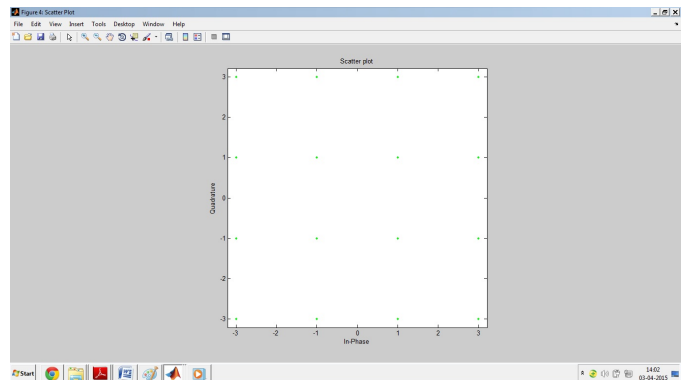 Figure 4: Scatter Plot
File Edit View Insert Tools Desktop Window Help
Scatter plot
3
2
1
0
-1
-2
-3
Quadrature
-3 -2 -1 0 1 2 3
In-Phase
Start
14:02
03-04-2015